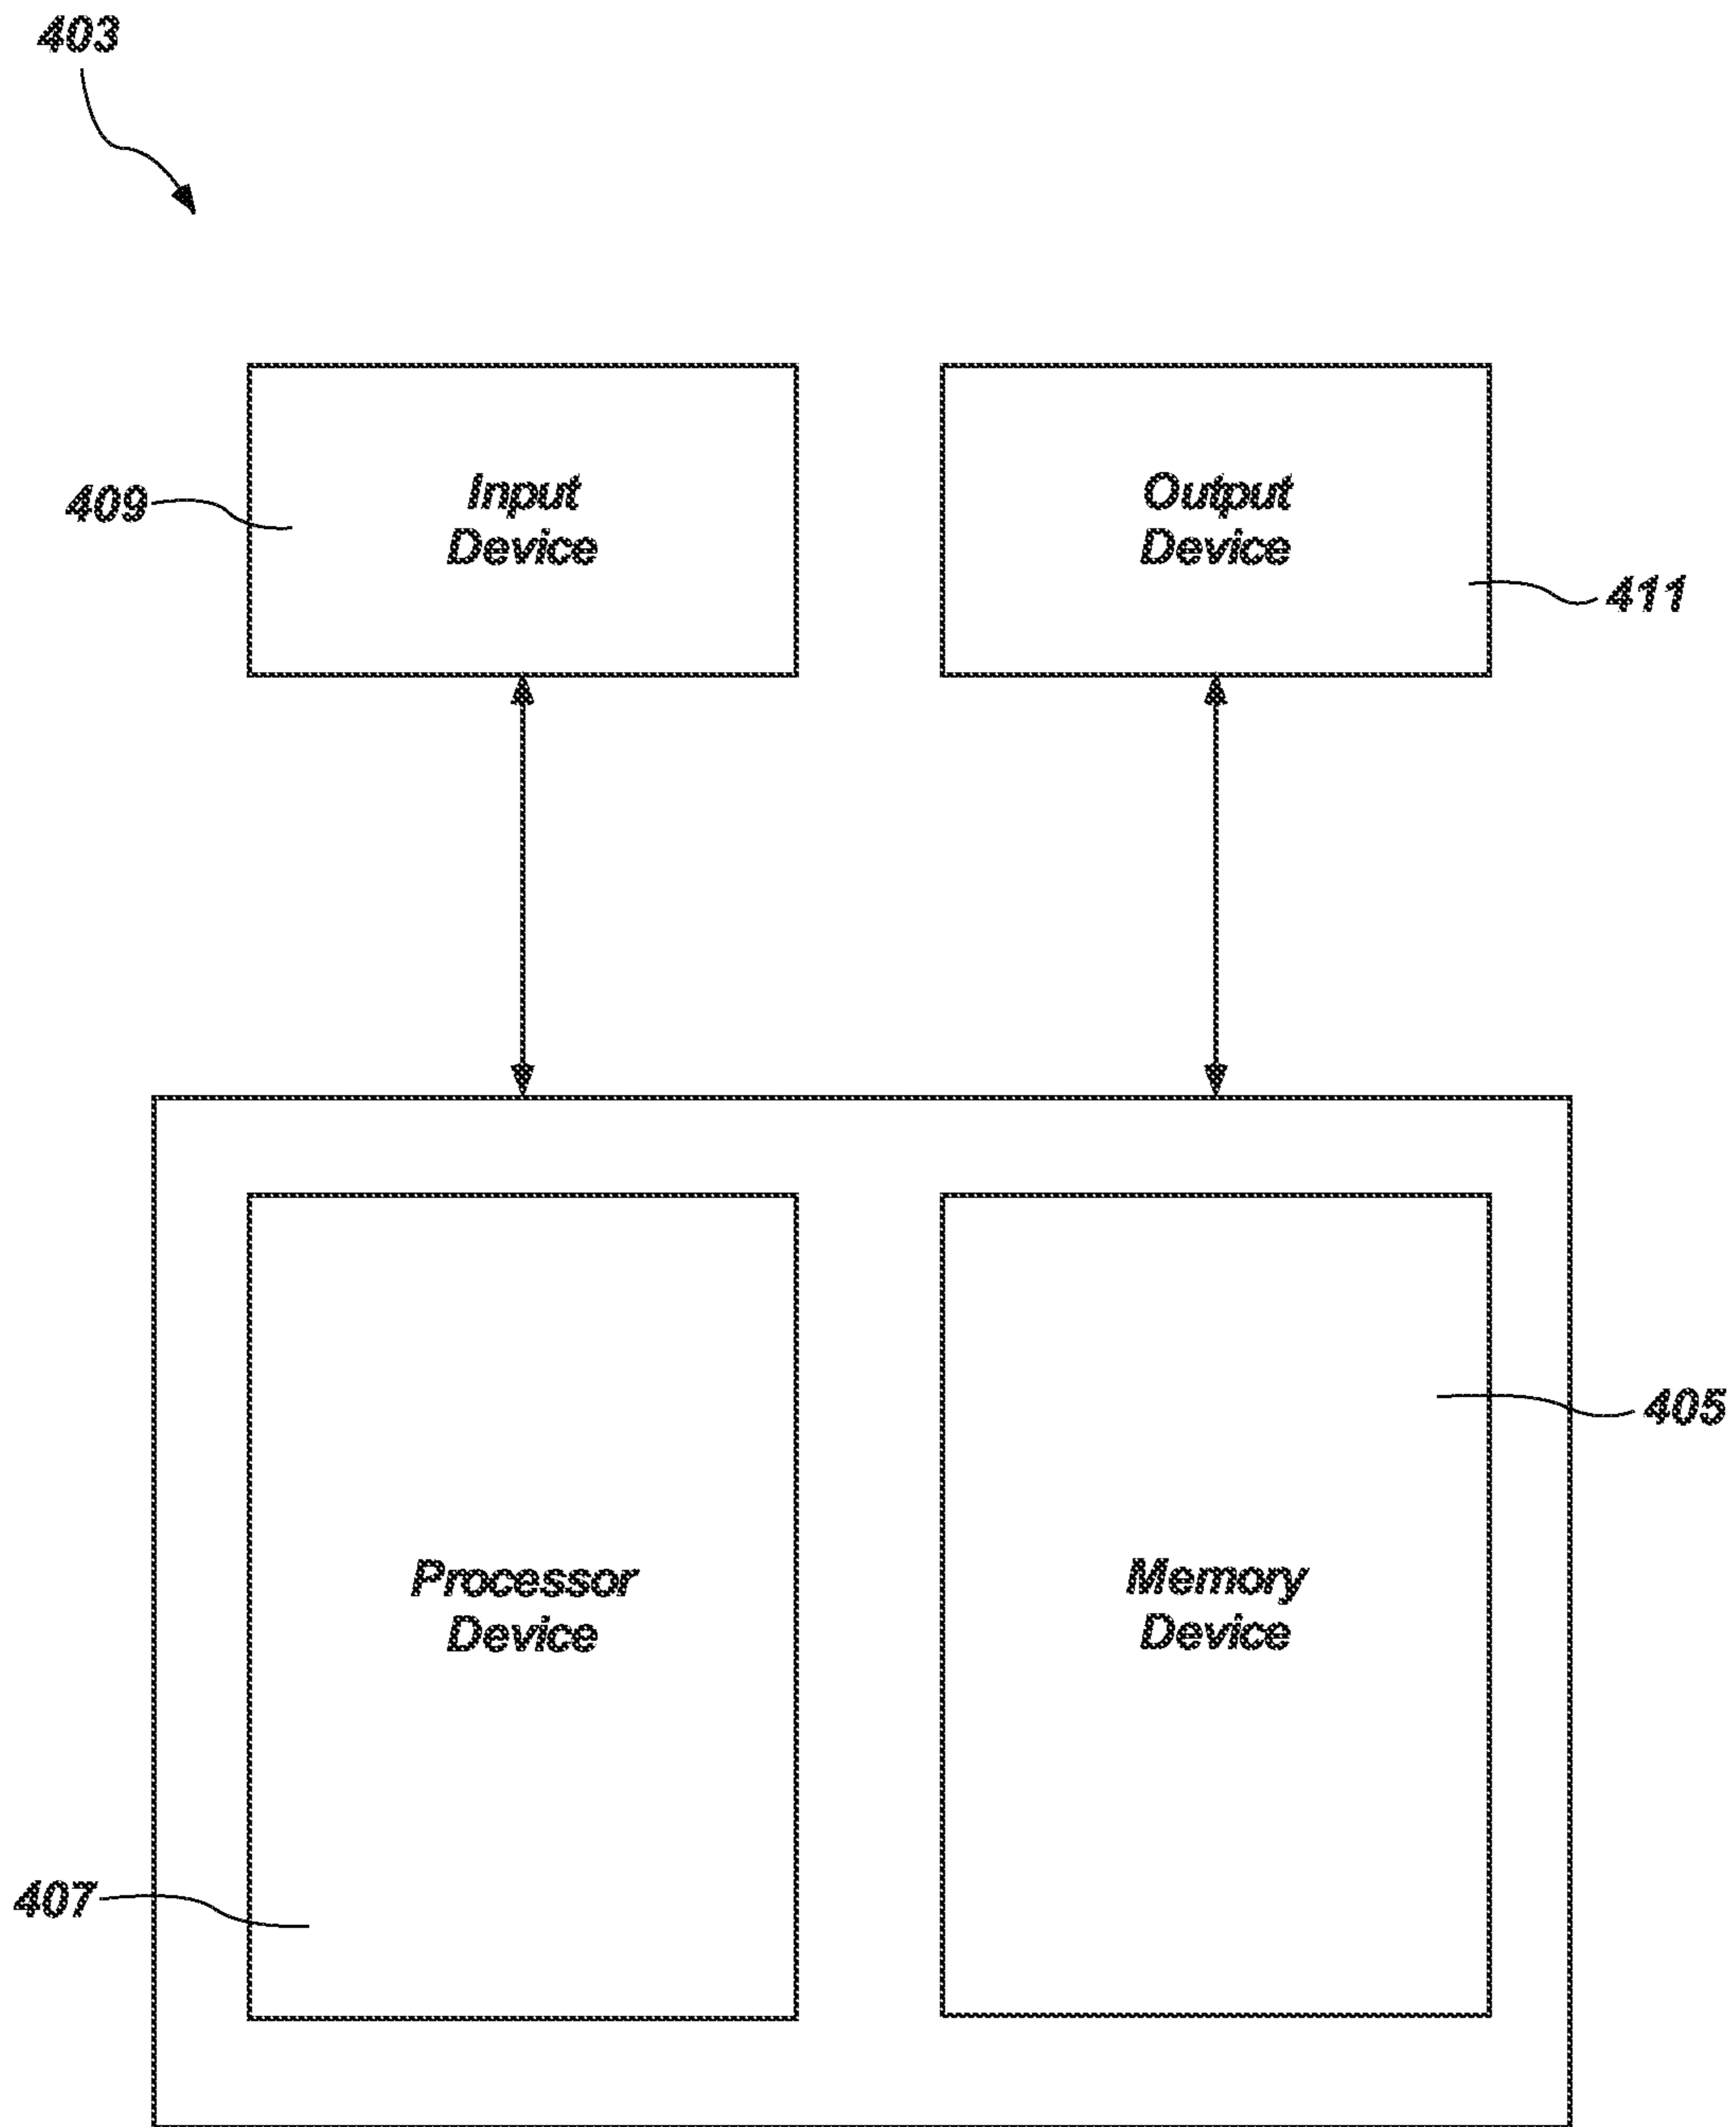 403
409
Input
Device
Output
Device
411
405
Processor
Device
Memory
Device
407